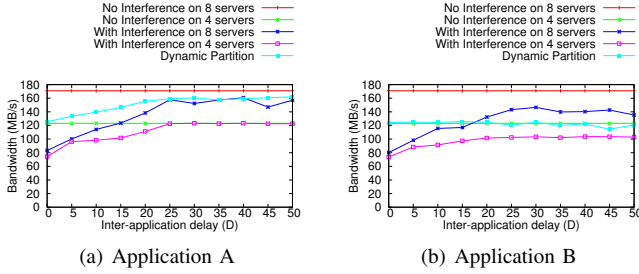 No Interference on 8 servers
No Interference on 4 servers
With Interference on 8 servers
With Interference on 4 servers
Dynamic Partition
180
160
140
120
100
80
60
40
20
0
Bandwidth (MB/s)
0 5 10 15 20 25 30 35 40 45 50
Inter-application delay (D)
(a) Application A
No Interference on 8 servers
No Interference on 4 servers
With Interference on 8 servers
With Interference on 4 servers
Dynamic Partition
180
160
140
120
100
80
60
40
20
0
Bandwidth (MB/s)
0 5 10 15 20 25 30 35 40 45 50
Inter-application delay (D)
(b) Application B